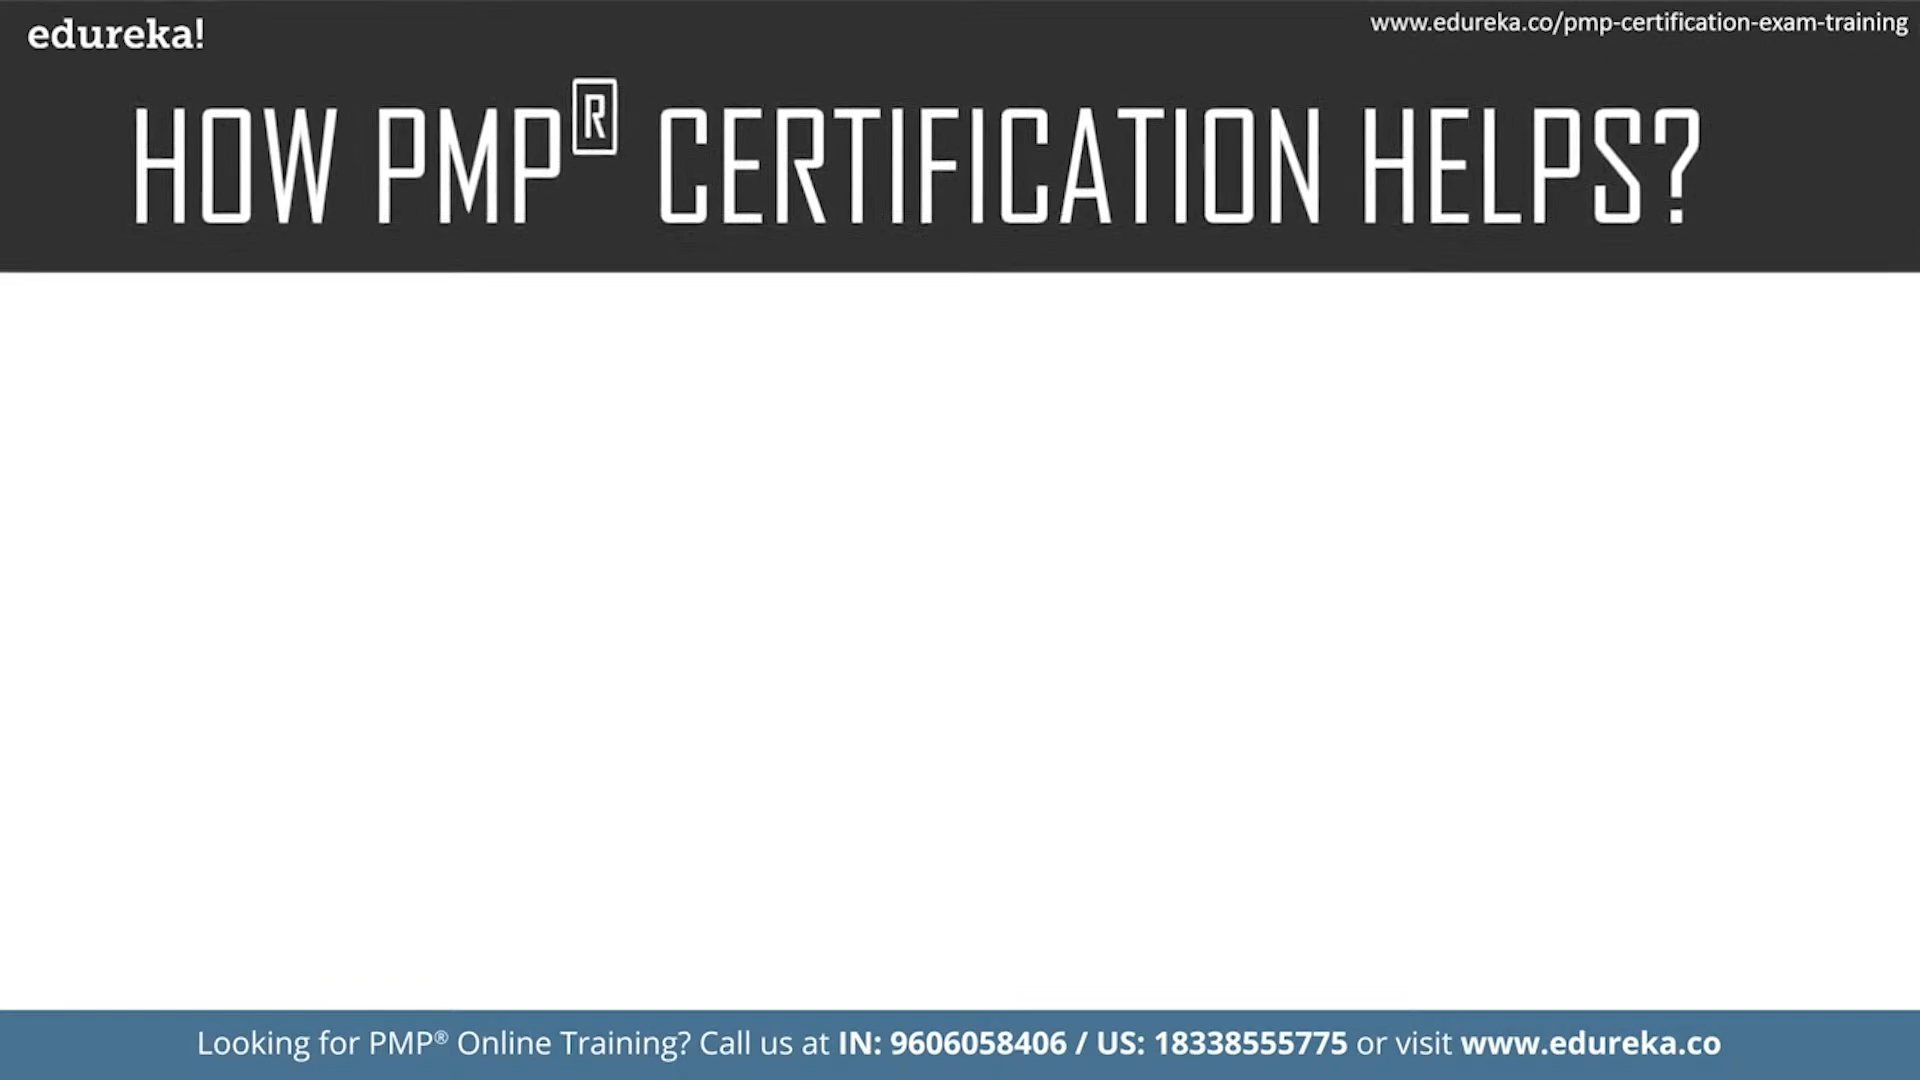 edureka!
www.edureka.co/pmp-certification-exam-training
HOW PMP® CERTIFICATION HELPS?
Looking for PMP® Online Training? Call us at IN: 9606058406 / US: 18338555775 or visit www.edureka.co